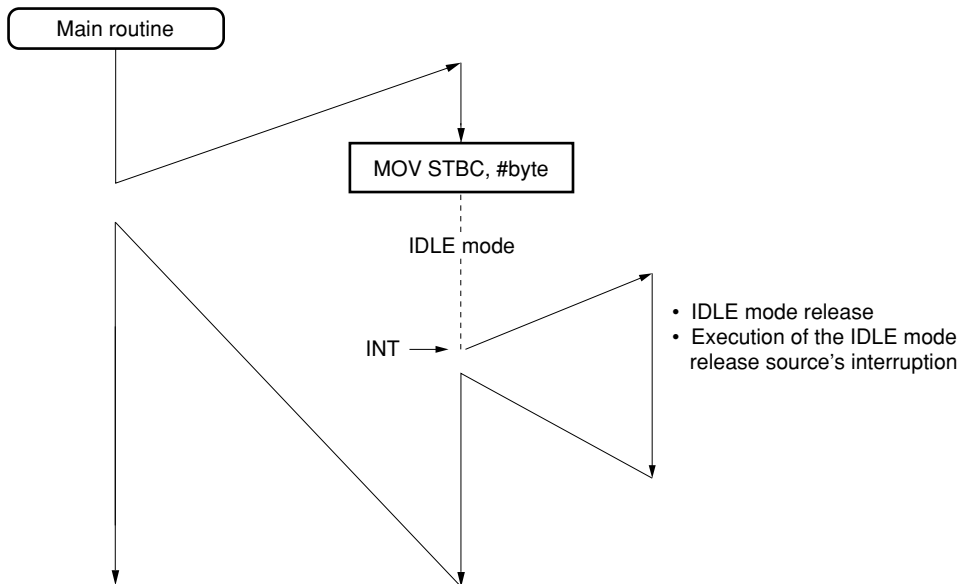 Main routine
MOV STBC, #byte
IDLE mode
INT
• IDLE mode release
• Execution of the IDLE mode
release source's interruption